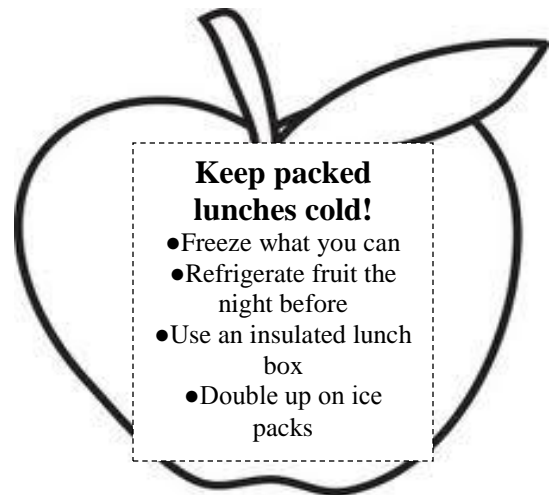 Keep packed
lunches cold!
●Freeze what you can
●Refrigerate fruit the
night before
●Use an insulated lunch
box
●Double up on ice
packs